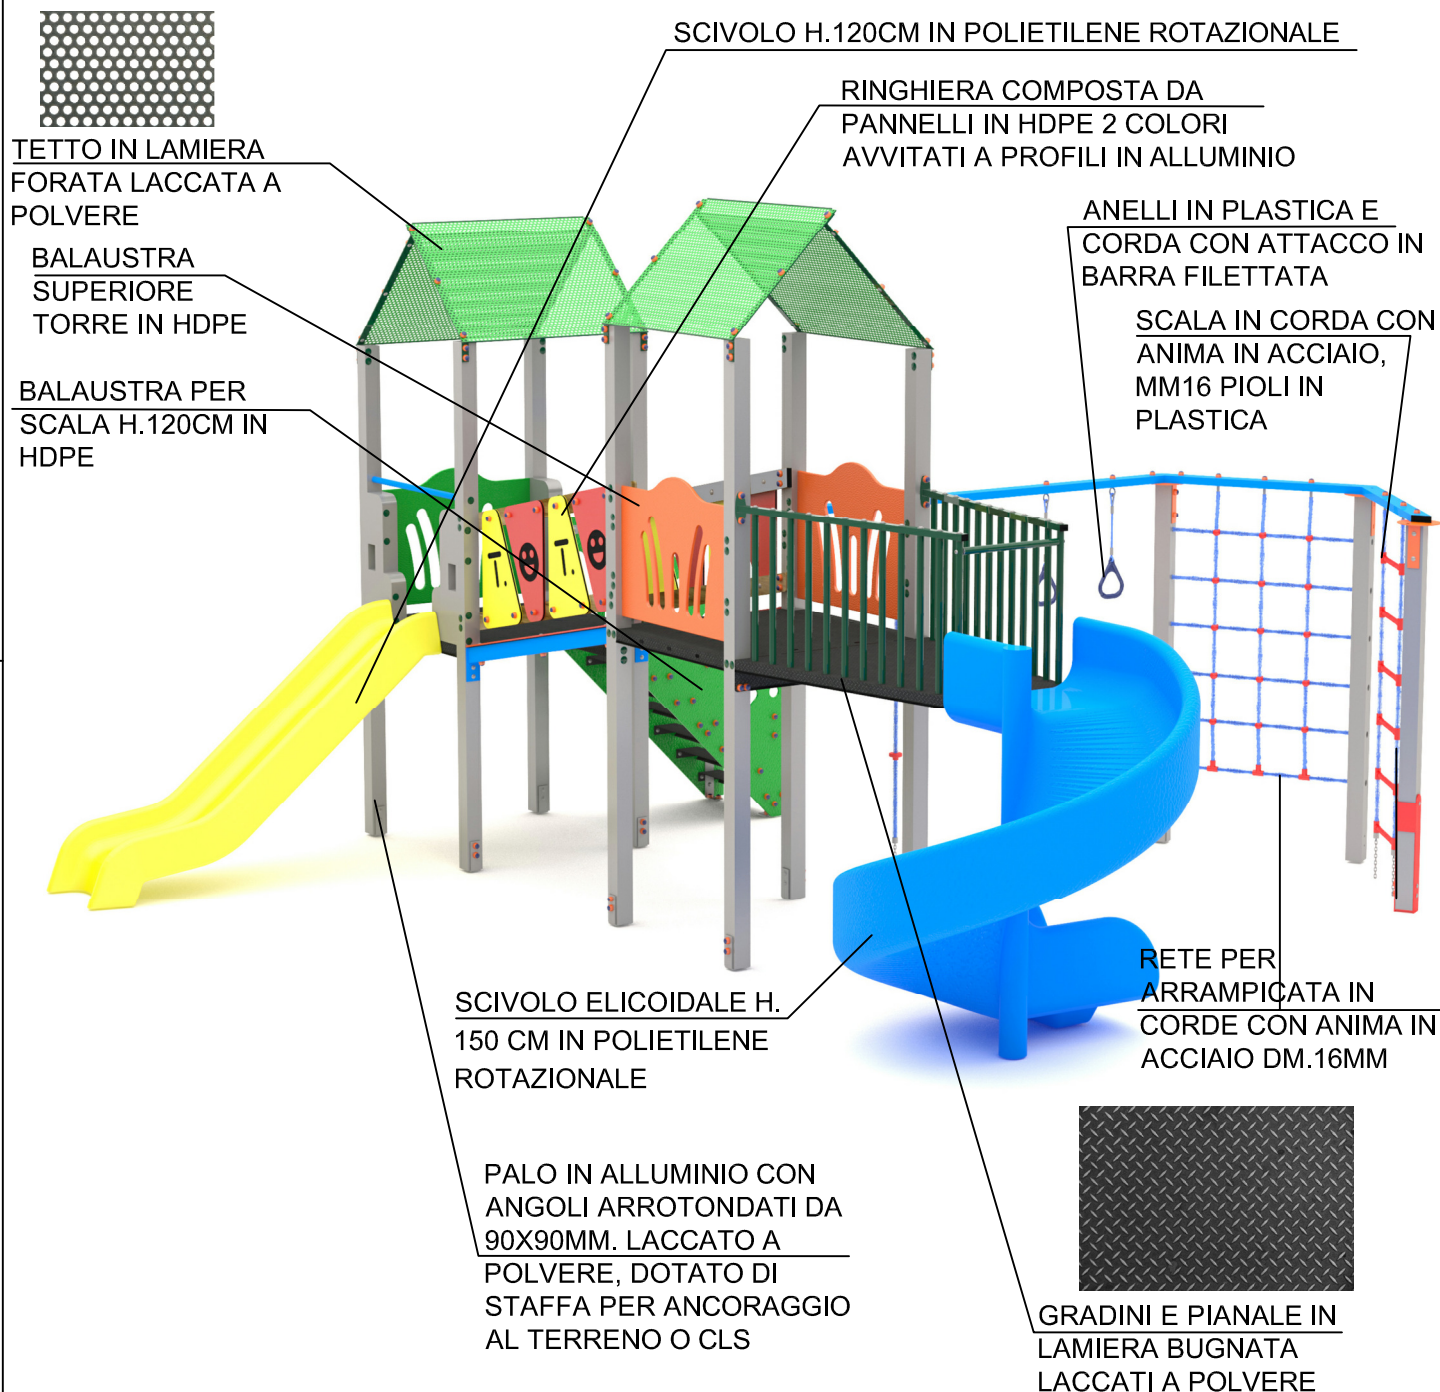 SCIVOLO H.120CM IN POLIETILENE ROTAZIONALE
RINGHIERA COMPOSTA DA
PANNELLI IN HDPE 2 COLORI
AVVITATI A PROFILI IN ALLUMINIO
TETTO IN LAMIERA
FORATA LACCATA A
POLVERE
ANELLI IN PLASTICA E
CORDA CON ATTACCO IN
BARRA FILETTATA
BALAUSTRA
SUPERIORE
TORRE IN HDPE
SCALA IN CORDA CON
ANIMA IN ACCIAIO,
MM16 PIOLI IN
PLASTICA
BALAUSTRA PER
SCALA H.120CM IN
HDPE
RETE PER
ARRAMPICATA IN
CORDE CON ANIMA IN
ACCIAIO DM.16MM
SCIVOLO ELICOIDALE H.
150 CM IN POLIETILENE
ROTAZIONALE
PALO IN ALLUMINIO CON
ANGOLI ARROTONDATI DA
90X90MM. LACCATO A
POLVERE, DOTATO DI
STAFFA PER ANCORAGGIO
AL TERRENO O CLS
GRADINI E PIANALE IN
LAMIERA BUGNATA
LACCATI A POLVERE